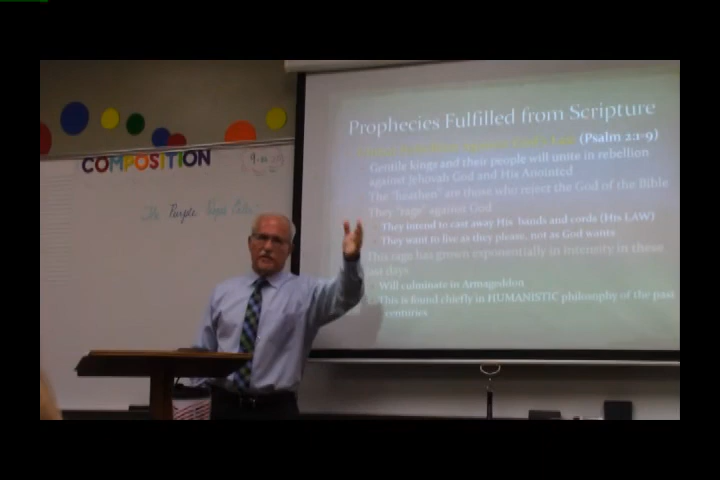 COMPOSITION
The Purple
Prophecies Fulfilled from Scripture
(Psalm 2:1-9)
Gentile kings and their people will unite in rebellion
against Jehovah God and His Anointed
The "heathen" are those who reject the God of the Bible
They "rage" against God
They intend to cast away His bands and cords (His LAW)
They want to live as they please, not as God wants
This rage has grown exponentially in intensity in these
last days
Will culminate in Armageddon
This is found chiefly in HUMANISTIC philosophy of the past
centuries